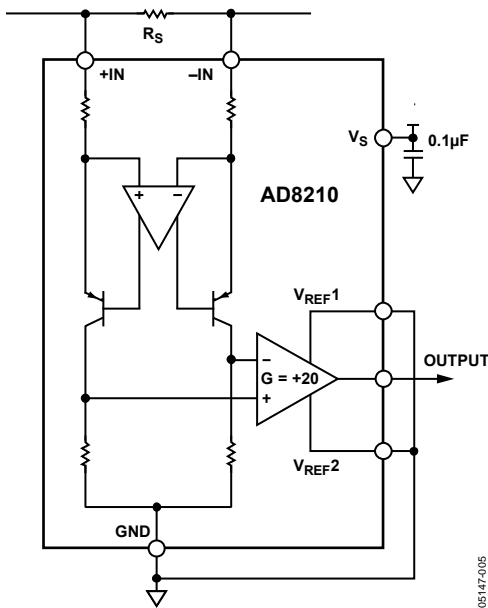 RS
+IN
–IN
VS
0.1µF
+
–
AD8210
VREF1
–
G = +20
OUTPUT
+
VREF2
GND
05147-005